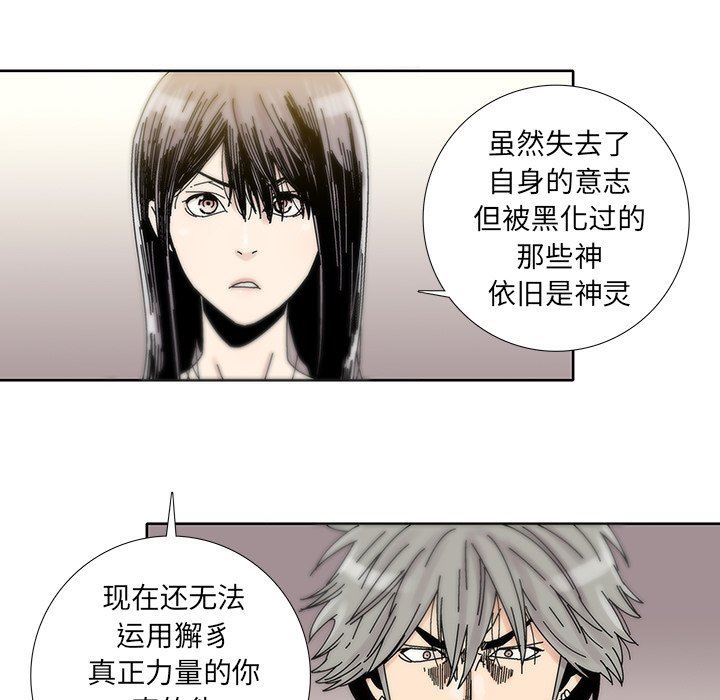 虽然失去了
自身的意志
但被黑化过的
那些神
依旧是神灵
现在还无法
运用獬豸
真正力量的你